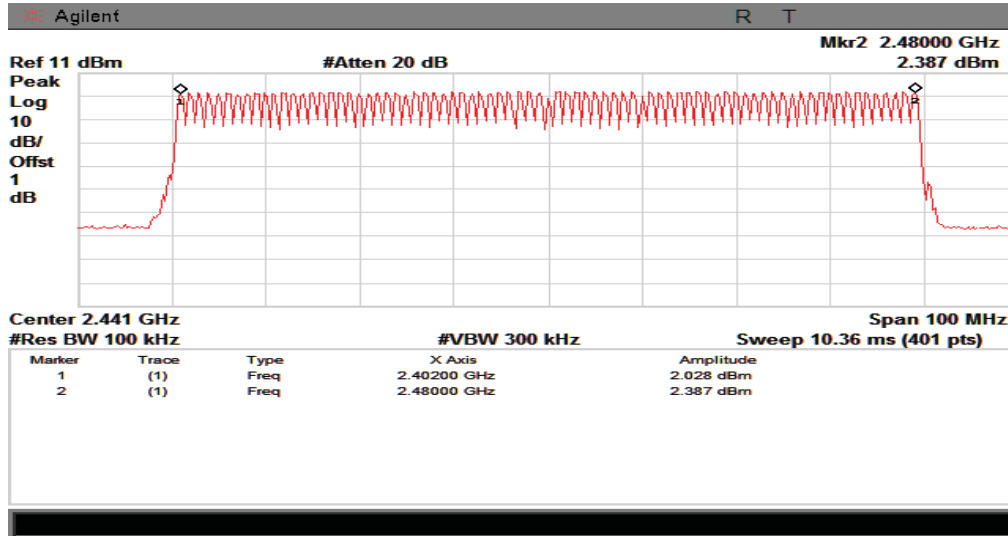 Agilent R T
Mkr2 2.48000 GHz
Ref 11 dBm #Atten 20 dB 2.387 dBm
Peak
Log
10
dB/
Offst
1
dB
1 2
Center 2.441 GHz Span 100 MHz
#Res BW 100 kHz #VBW 300 kHz Sweep 10.36 ms (401 pts)
Marker Trace Type X Axis Amplitude
1 (1) Freq 2.40200 GHz 2.028 dBm
2 (1) Freq 2.48000 GHz 2.387 dBm